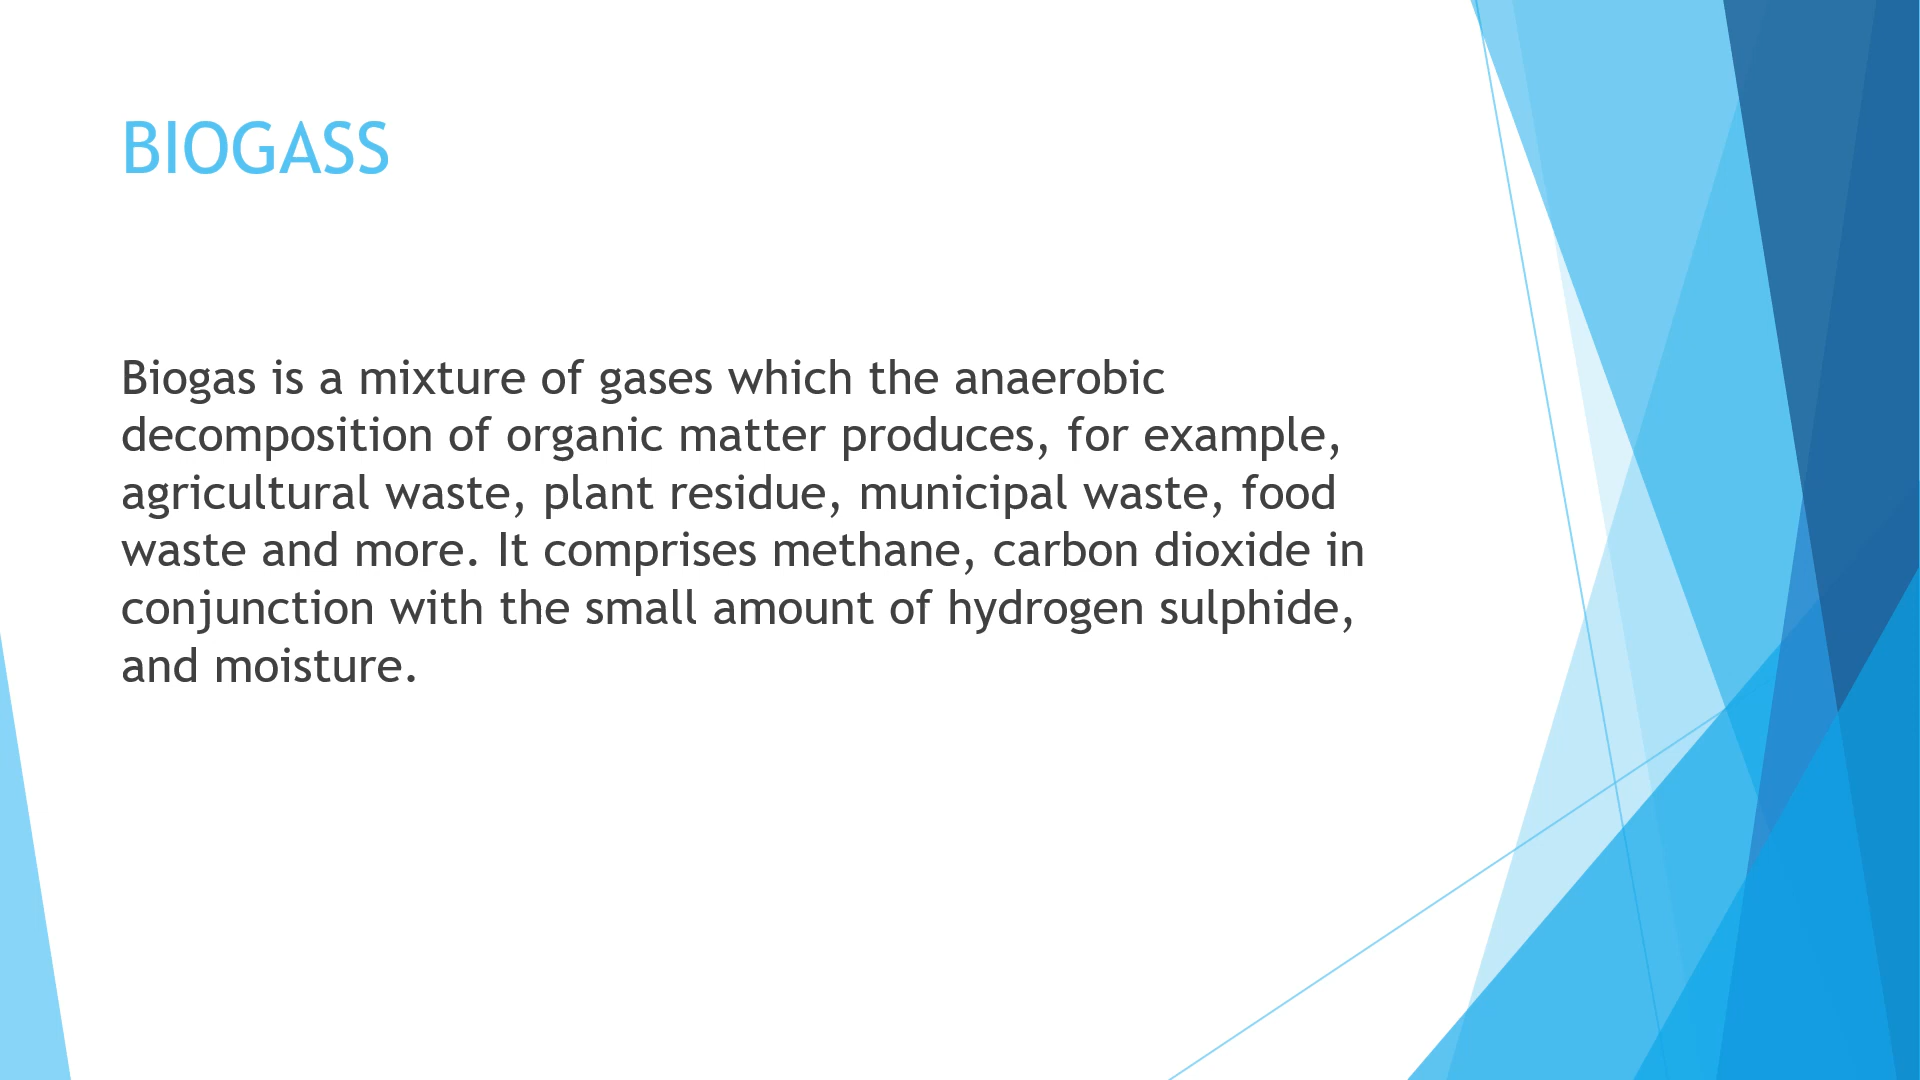 BIOGASS
Biogas is a mixture of gases which the anaerobic
decomposition of organic matter produces, for example,
agricultural waste, plant residue, municipal waste, food
waste and more. It comprises methane, carbon dioxide in
conjunction with the small amount of hydrogen sulphide,
and moisture.